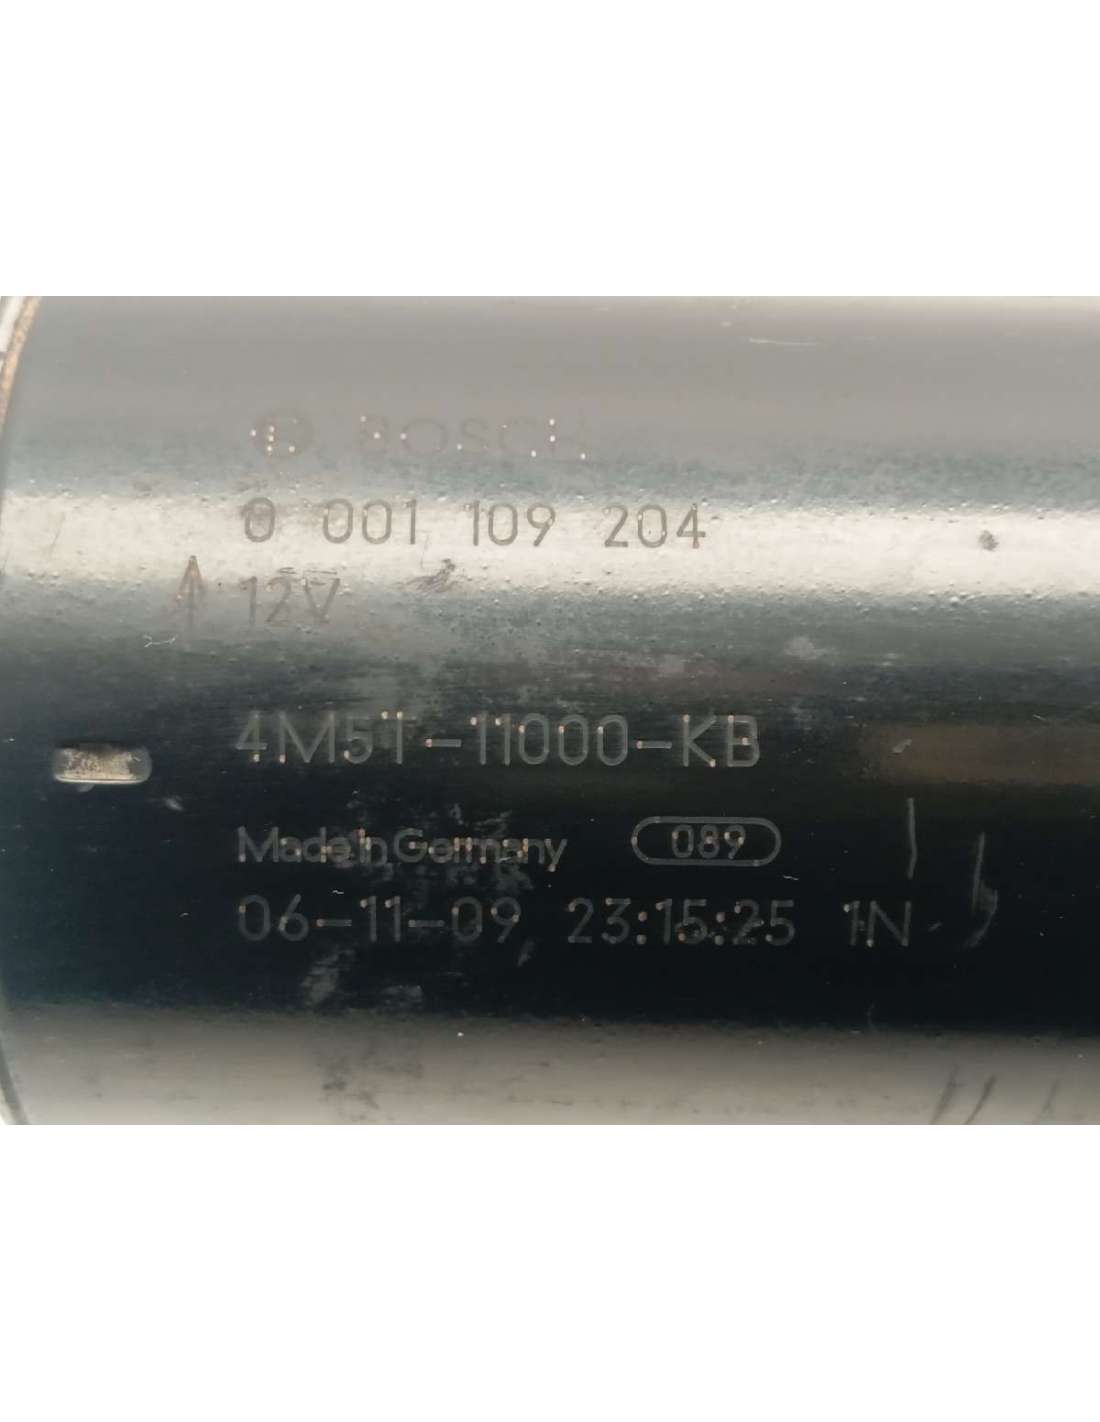 BOSCH
0 001 109 204
12V
4M5T-11000-KB
Made in Germany 089
06-11-09 23:15:25 1N